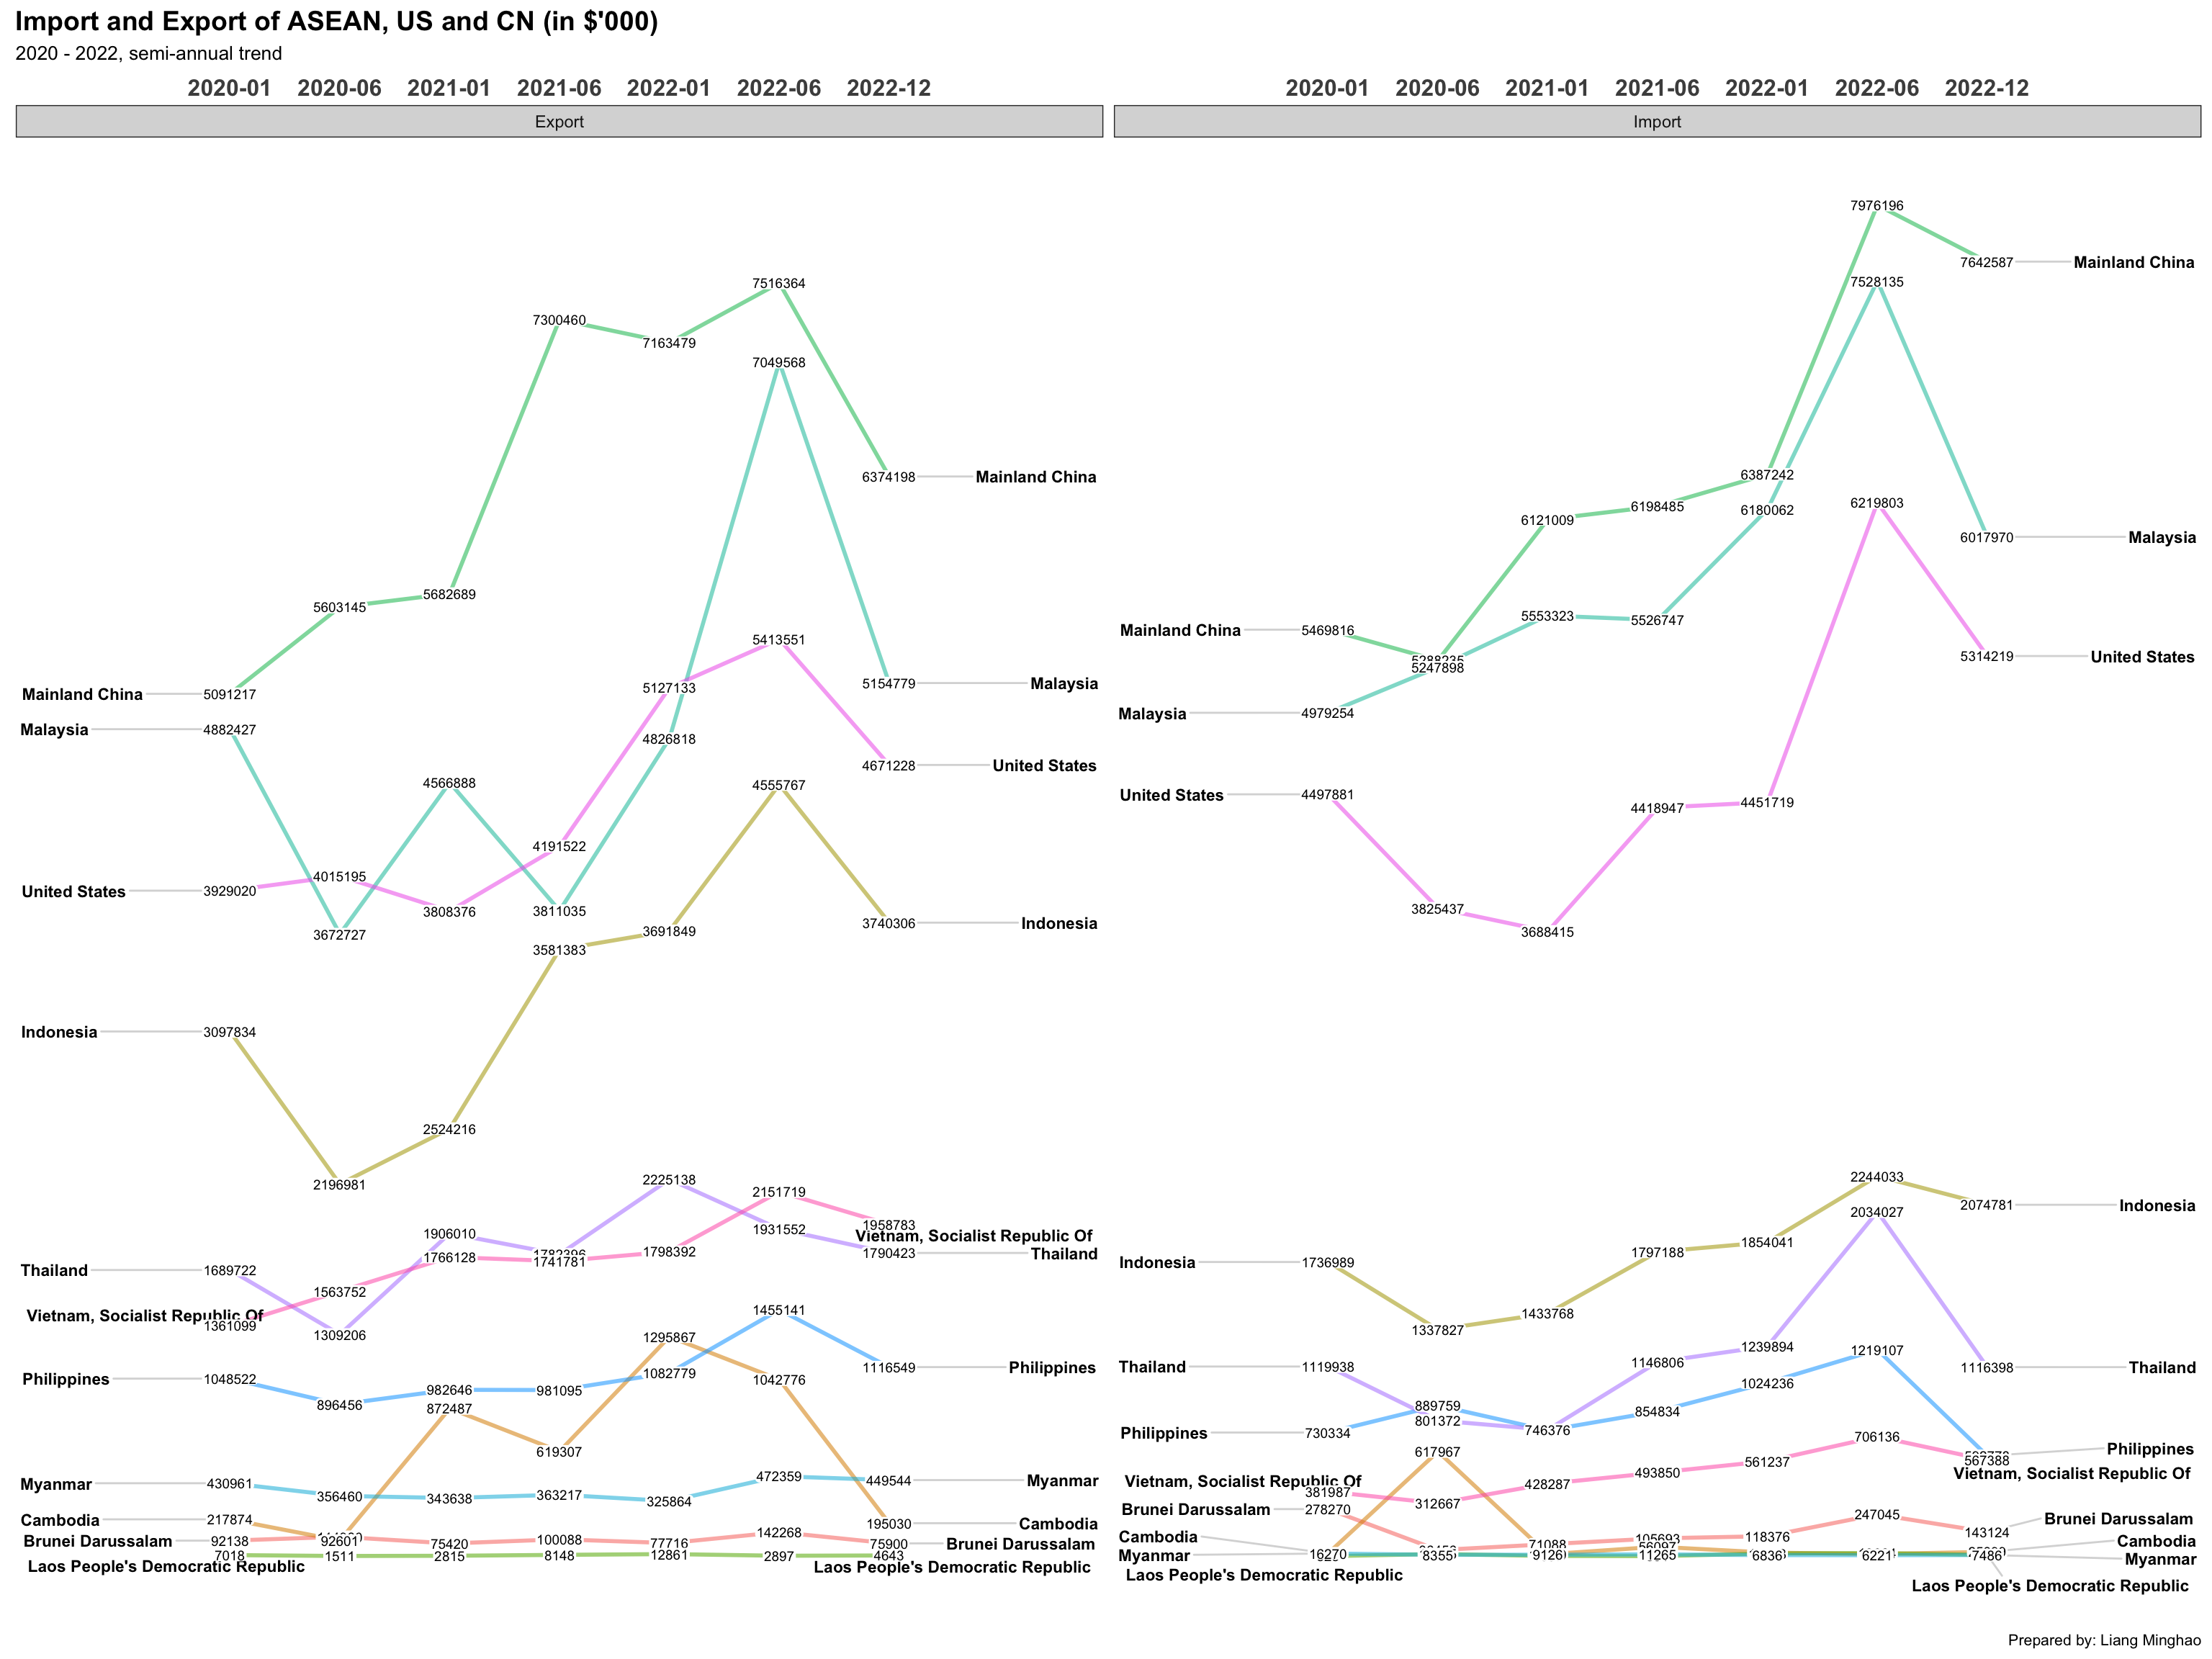 Import and Export of ASEAN, US and CN (in $'000)
2020 - 2022, semi-annual trend
2020-01 2020-06 2021-01 2021-06 2022-01 2022-06 2022-12
Export
7516364
7300460
7163479
7049568
6374198 Mainland China
5603145 5682689
5413551
Mainland China 5091217
5127133
5154779 Malaysia
Malaysia 4882427
4826818
4671228 United States
4566888
4555767
4191522
4015195
United States 3929020
3808376 3811035
3740306 Indonesia
3672727
3691849
3581383
Indonesia 3097834
2524216
2196981
2225138
2151719
1958783
1906010
1931552
Vietnam, Socialist Republic Of
1766128 1741781 1798392
1790423 Thailand
Thailand 1689722
1563752
Vietnam, Socialist Republic Of
1361099
1309206
1455141
1295867
1116549 Philippines
Philippines 1048522
1082779
1042776
896456 982646 981095
872487
619307
Myanmar 430961 356460 343638 363217 325864 472359 449544 Myanmar
Cambodia 217874
195030 Cambodia
Brunei Darussalam 92138 92601 75420 100088 77716 142268 75900 Brunei Darussalam
7018 1511 2815 8148 12861 2897 4643
Laos People's Democratic Republic
Laos People's Democratic Republic
2020-01 2020-06 2021-01 2021-06 2022-01 2022-06 2022-12
Import
7976196
7642587 Mainland China
7528135
6387242
6121009 6198485
6180062
6219803
6017970 Malaysia
5553323 5526747
Mainland China 5469816
5247898
5314219 United States
Malaysia 4979254
United States 4497881
4418947 4451719
3825437
3688415
2244033
2074781 Indonesia
2034027
1797188 1854041
Indonesia 1736989
1337827 1433768
1239894
1219107
1146806
1116398 Thailand
Thailand 1119938
1024236
889759
801372
854834
Philippines 730334
746376
706136
Philippines
567388
Vietnam, Socialist Republic Of
617967
561237
493850
Vietnam, Socialist Republic Of
381987
428287
312667
Brunei Darussalam 278270
247045
Brunei Darussalam
143124
118376
105693
71088
Cambodia
Cambodia
Myanmar 16270 8355 9126 11265 6836 6221 7486 Myanmar
Laos People's Democratic Republic
Laos People's Democratic Republic
Prepared by: Liang Minghao